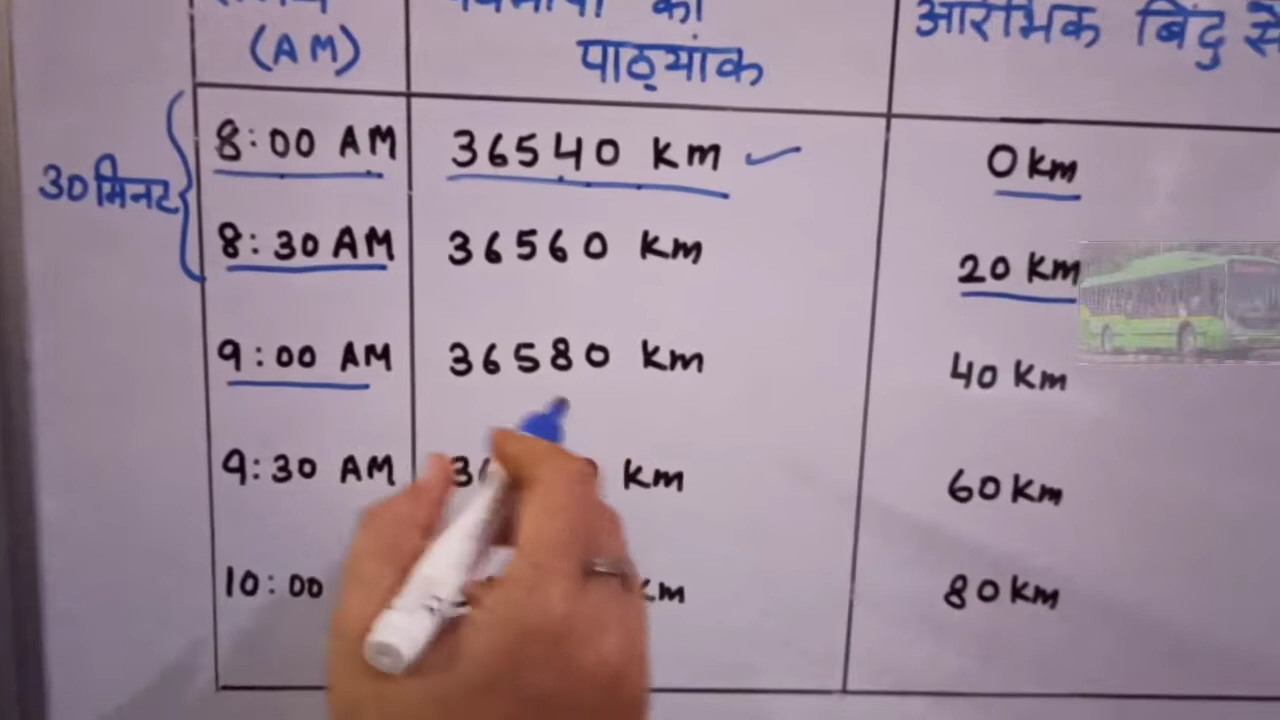 (AM)
पाठ्यांक
आरंभिक बिंदु से
8:00 AM 36540 km 0 km
30 मिनट
8:30 AM 36560 km 20 km
9:00 AM 36580 km 40 km
9:30 AM km 60 km
10:00 km 80 km